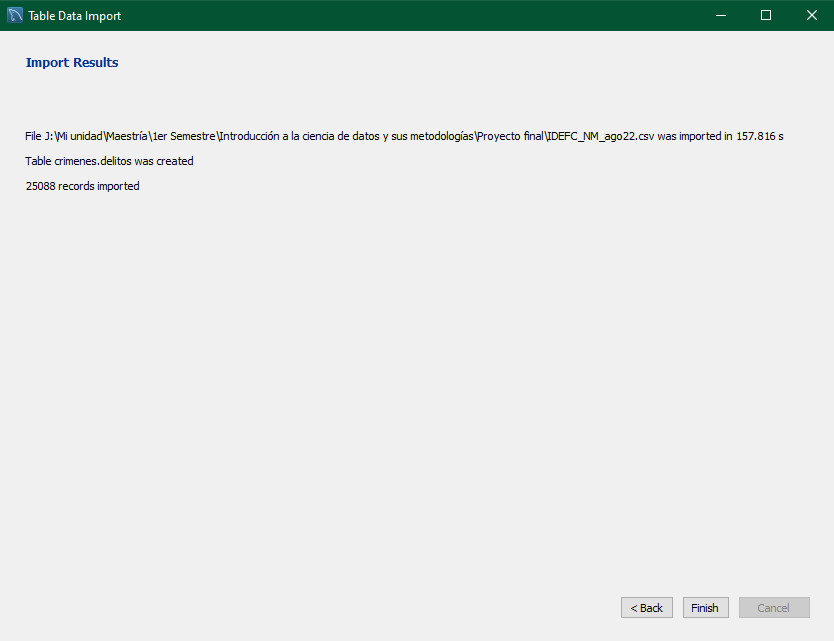 Table Data Import
Import Results
File J:\Mi unidad\Maestría\1er Semestre\Introducción a la ciencia de datos y sus metodologías\Proyecto final\IDEFC_NM_ago22.csv was imported in 157.816 s
Table crimenes.delitos was created
25088 records imported
< Back Finish Cancel